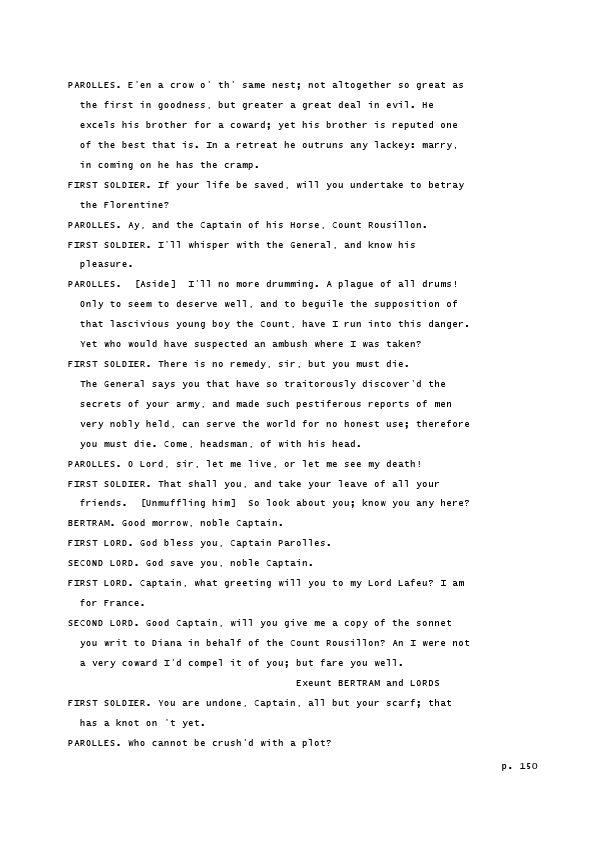 PAROLLES. E'en a crow o' th' same nest; not altogether so great as
the first in goodness, but greater a great deal in evil. He
excels his brother for a coward; yet his brother is reputed one
of the best that is. In a retreat he outruns any lackey: marry,
in coming on he has the cramp.
FIRST SOLDIER. If your life be saved, will you undertake to betray
the Florentine?
PAROLLES. Ay, and the Captain of his Horse, Count Rousillon.
FIRST SOLDIER. I'll whisper with the General, and know his
pleasure.
PAROLLES. [Aside] I'll no more drumming. A plague of all drums!
Only to seem to deserve well, and to beguile the supposition of
that lascivious young boy the Count, have I run into this danger.
Yet who would have suspected an ambush where I was taken?
FIRST SOLDIER. There is no remedy, sir, but you must die.
The General says you that have so traitorously discover'd the
secrets of your army, and made such pestiferous reports of men
very nobly held, can serve the world for no honest use; therefore
you must die. Come, headsman, of with his head.
PAROLLES. O Lord, sir, let me live, or let me see my death!
FIRST SOLDIER. That shall you, and take your leave of all your
friends. [Unmuffling him] So look about you; know you any here?
BERTRAM. Good morrow, noble Captain.
FIRST LORD. God bless you, Captain Parolles.
SECOND LORD. God save you, noble Captain.
FIRST LORD. Captain, what greeting will you to my Lord Lafeu? I am
for France.
SECOND LORD. Good Captain, will you give me a copy of the sonnet
you writ to Diana in behalf of the Count Rousillon? An I were not
a very coward I'd compel it of you; but fare you well.
Exeunt BERTRAM and LORDS
FIRST SOLDIER. You are undone, Captain, all but your scarf; that
has a knot on 't yet.
PAROLLES. Who cannot be crush'd with a plot?
p. 150